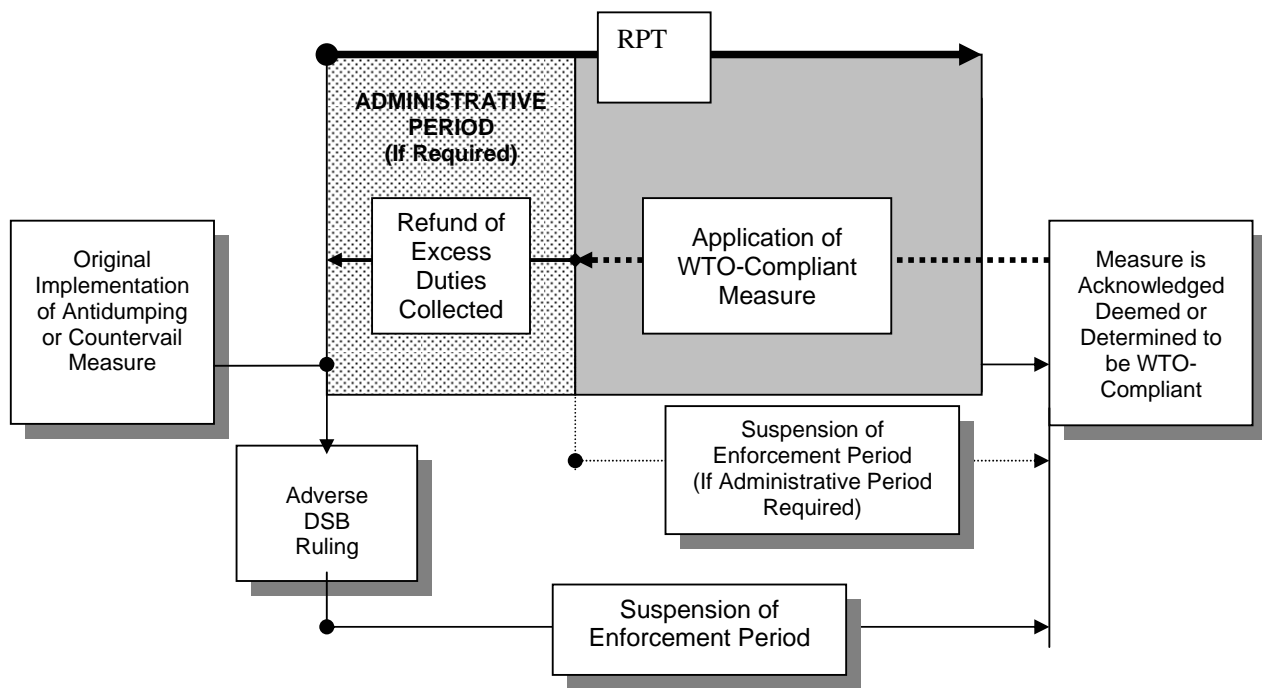 RPT
ADMINISTRATIVE
PERIOD
(If Required)
Original
Implementation
of Antidumping
or Countervail
Measure
Refund of
Excess
Duties
Collected
Application of
WTO-Compliant
Measure
Measure is
Acknowledged
Deemed or
Determined to
be WTO-
Compliant
Suspension of
Enforcement Period
(If Administrative Period
Required)
Adverse
DSB
Ruling
Suspension of
Enforcement Period